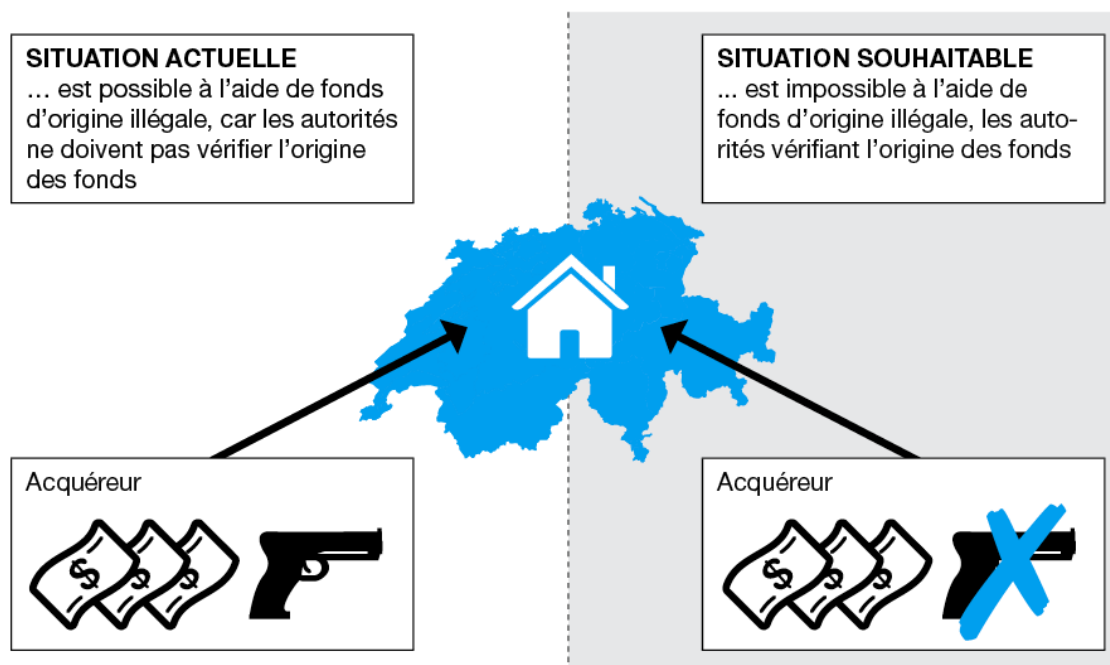 SITUATION ACTUELLE
... est possible à l’aide de fonds
d’origine illégale, car les autorités
ne doivent pas vérifier l’origine
des fonds
SITUATION SOUHAITABLE
... est impossible à l’aide de
fonds d’origine illégale, les auto-
rités vérifiant l’origine des fonds
Acquéreur
$ $ $
Acquéreur
$ $ $